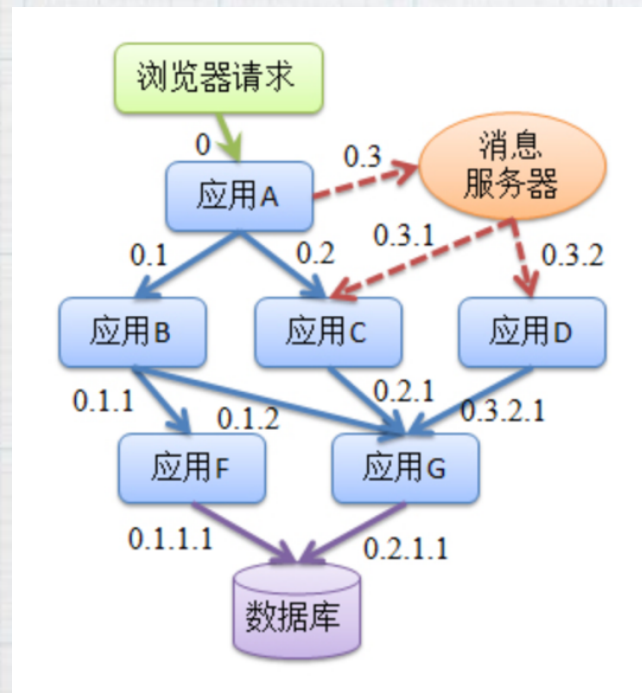 浏览器请求
0
0.3
消息
服务器
应用A
0.1
0.2
0.3.1
0.3.2
应用B
应用C
应用D
0.1.1
0.1.2
0.2.1
0.3.2.1
应用F
应用G
0.1.1.1
0.2.1.1
数据库